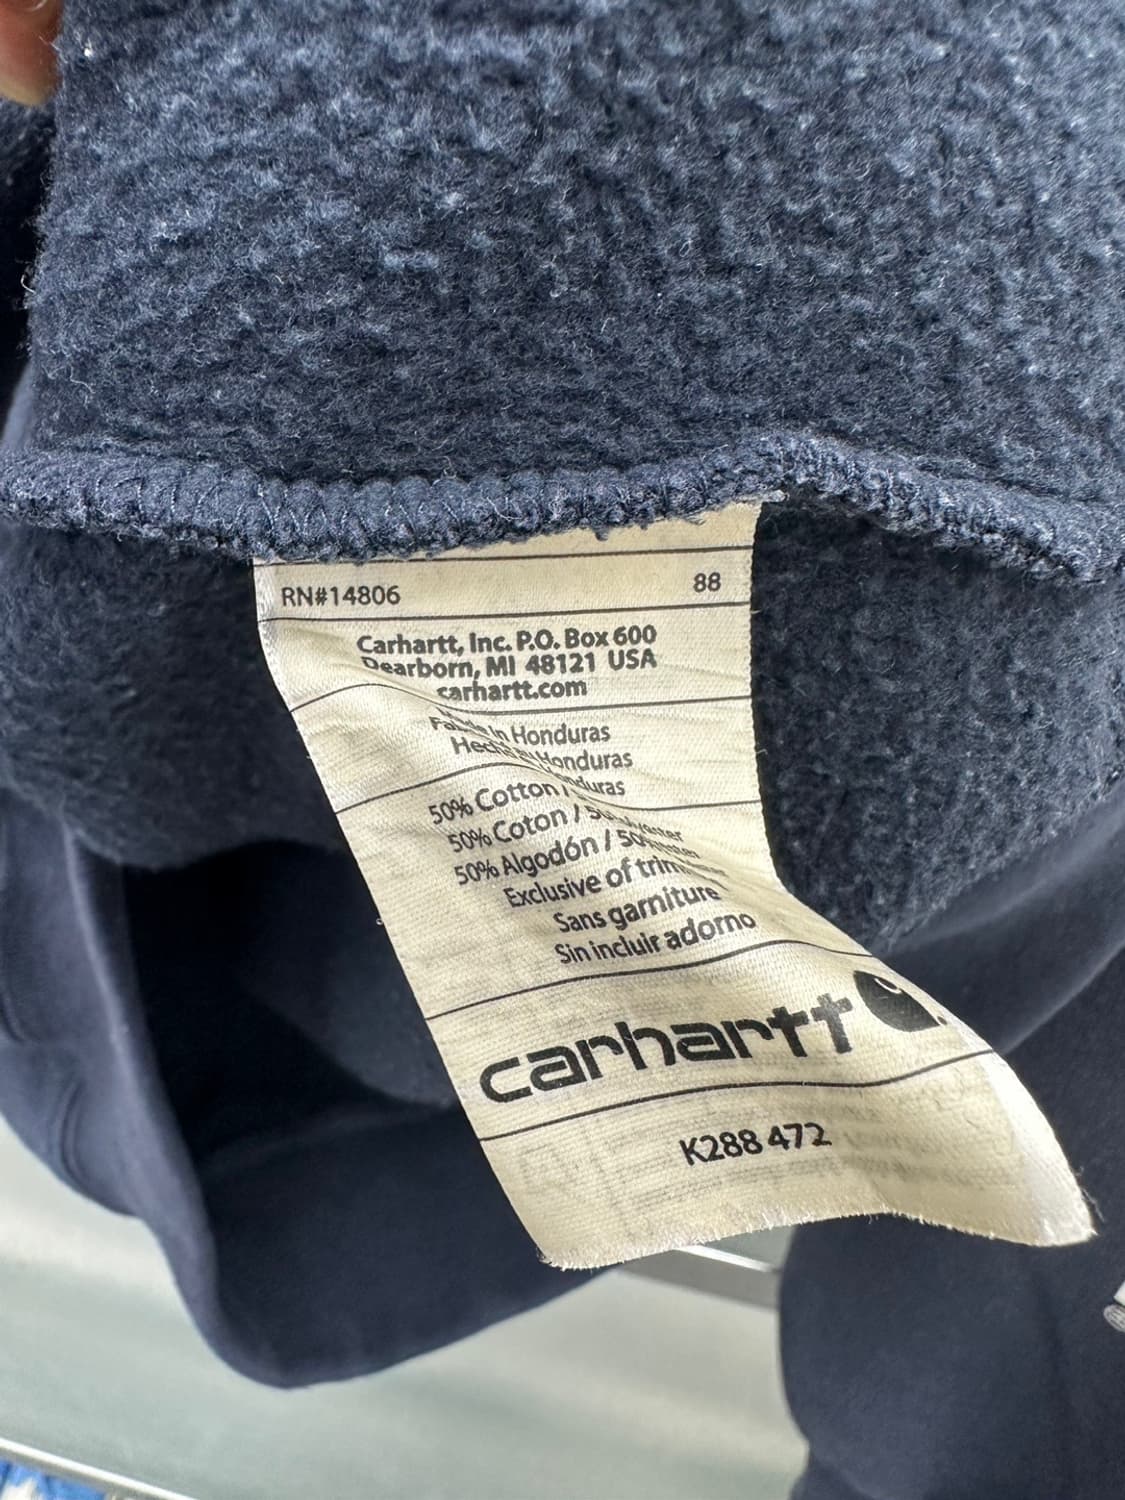 RN#14806 88
Carhartt, Inc. P.O. Box 600
Dearborn, MI 48121 USA
carhartt.com
in Honduras
Honduras
50% Cotton /
50% Coton /
50% Algodón /
Exclusive of
Sans garniture
Sin incluir adorno
carhartt
K288 472